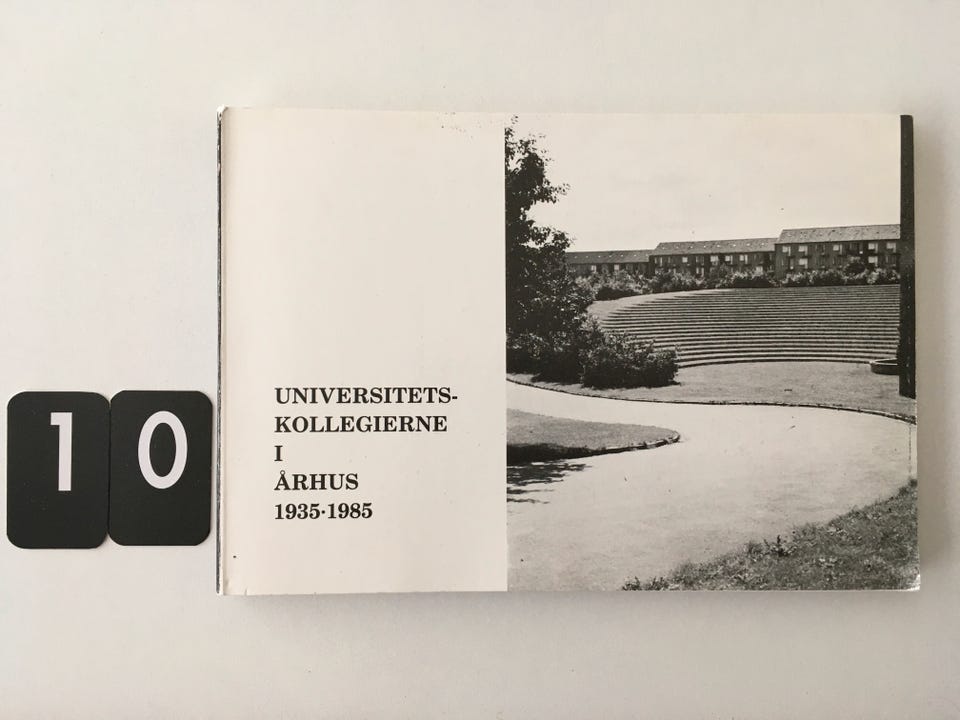 10
UNIVERSITETS-
KOLLEGIERNE
I
ÅRHUS
1935·1985